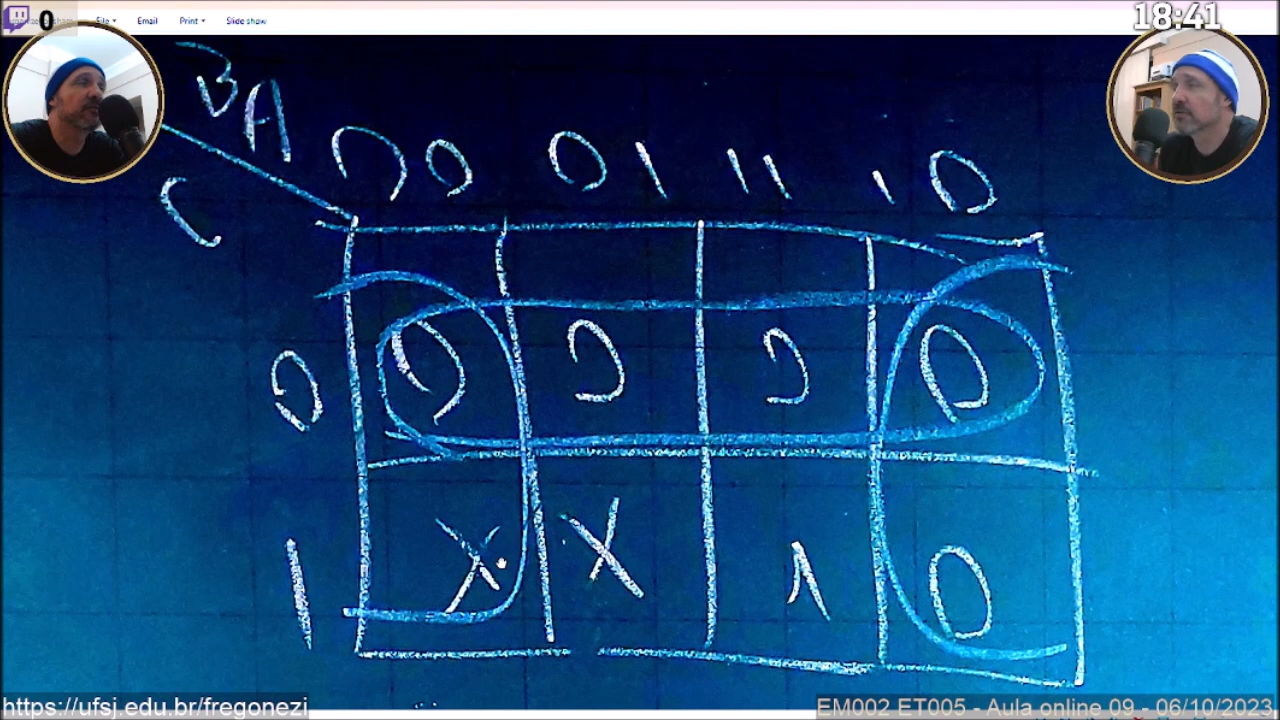 0
File Email Print Slide show
18:41
BA
C
00 01 11 10
0 0 0 0 0
1 X X 1 0
https://ufsj.edu.br/fregonezi
EM002 ET005 - Aula online 09 - 06/10/2023